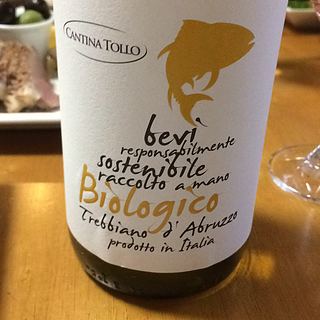 CANTINA TOLLO
bevi
responsabilmente
sostenibile
raccolto a mano
Biologico
Trebbiano d'Abruzzo
prodotto in Italia